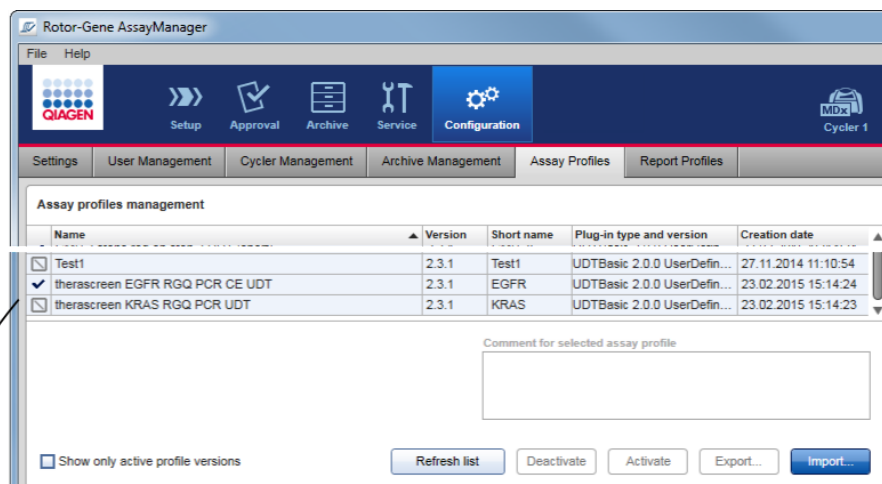 Rotor-Gene AssayManager
File Help
QIAGEN
Setup Approval Archive Service Configuration
MDx
Cycler 1
Settings User Management Cycler Management Archive Management Assay Profiles Report Profiles
Assay profiles management
Name Version Short name Plug-in type and version Creation date
Test1 2.3.1 Test1 UDTBasic 2.0.0 UserDefin... 27.11.2014 11:10:54
therascreen EGFR RGQ PCR CE UDT 2.3.1 EGFR UDTBasic 2.0.0 UserDefin... 23.02.2015 15:14:24
therascreen KRAS RGQ PCR UDT 2.3.1 KRAS UDTBasic 2.0.0 UserDefin... 23.02.2015 15:14:23
Comment for selected assay profile
Show only active profile versions Refresh list Deactivate Activate Export... Import...